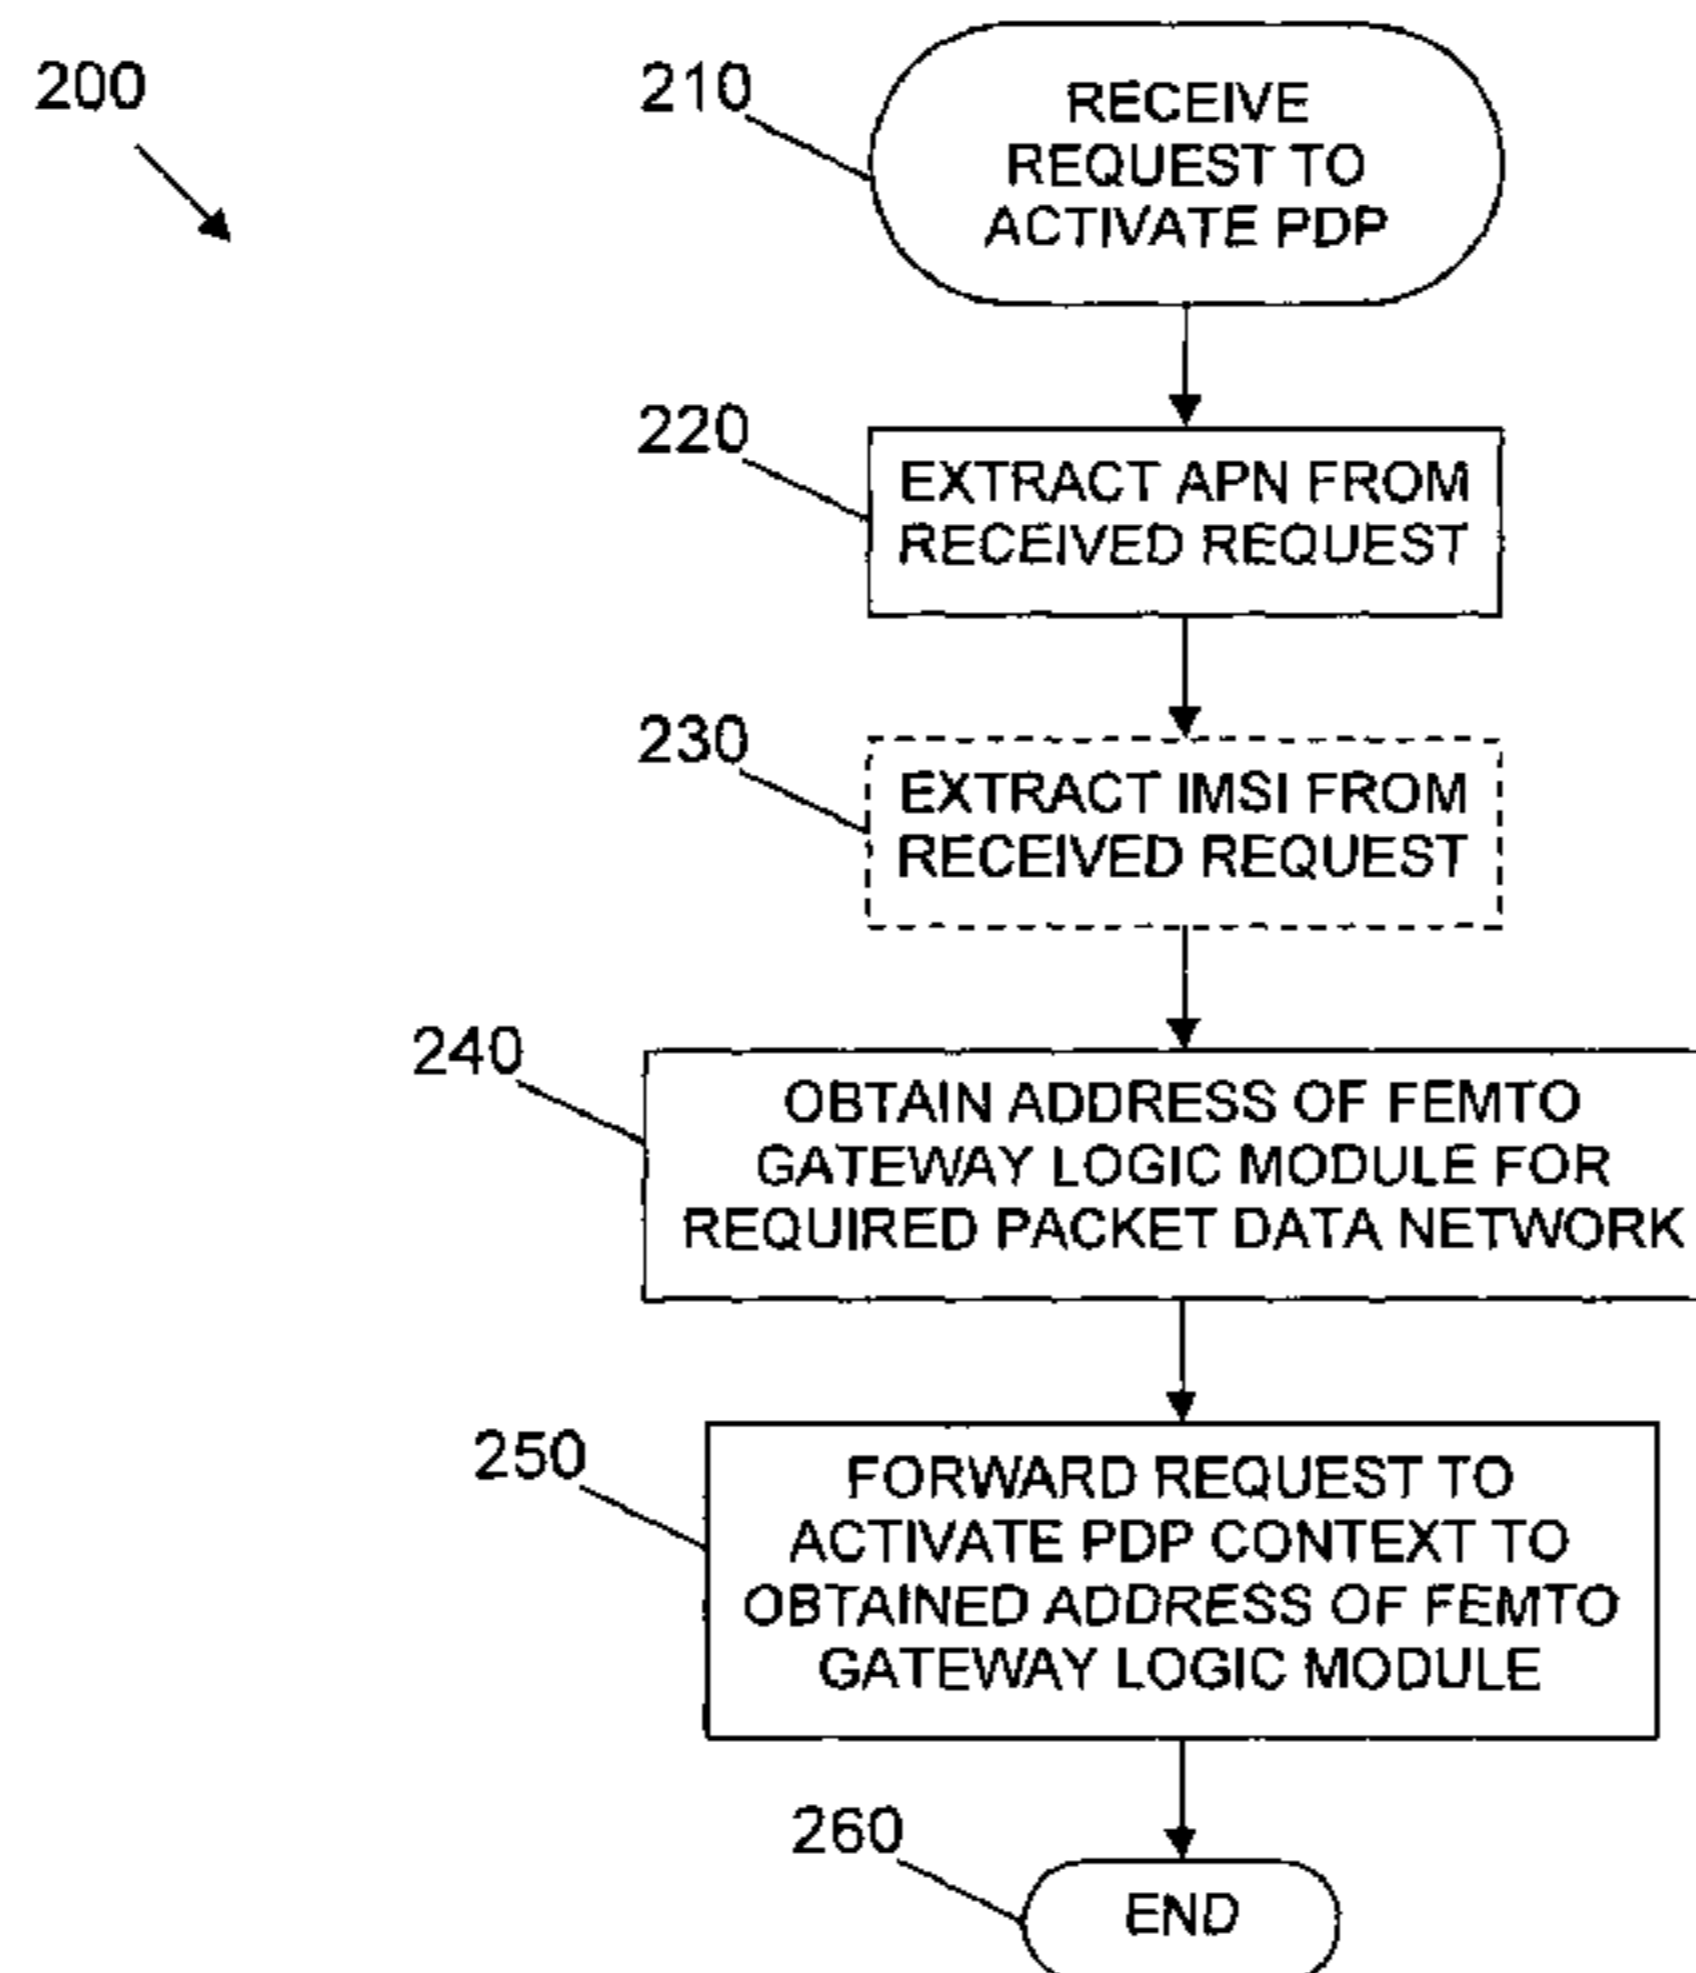 200
210
RECEIVE
REQUEST TO
ACTIVATE PDP
220
EXTRACT APN FROM
RECEIVED REQUEST
230
EXTRACT IMSI FROM
RECEIVED REQUEST
240
OBTAIN ADDRESS OF FEMTO
GATEWAY LOGIC MODULE FOR
REQUIRED PACKET DATA NETWORK
250
FORWARD REQUEST TO
ACTIVATE PDP CONTEXT TO
OBTAINED ADDRESS OF FEMTO
GATEWAY LOGIC MODULE
260
END